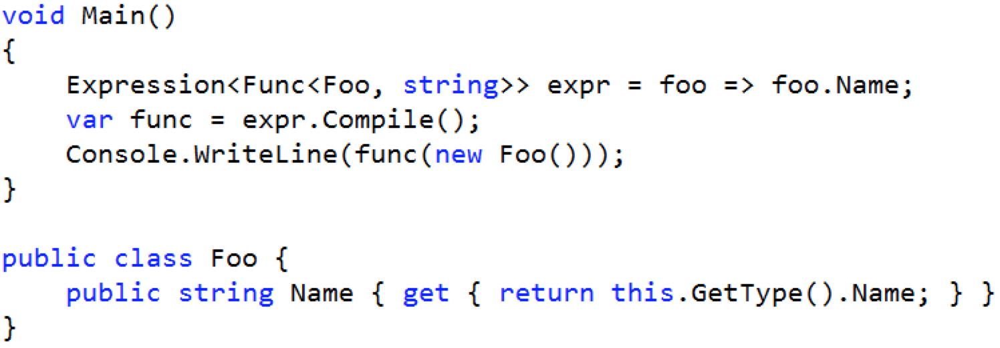 void Main()
{
    Expression<Func<Foo, string>> expr = foo => foo.Name;
    var func = expr.Compile();
    Console.WriteLine(func(new Foo()));
}

public class Foo {
    public string Name { get { return this.GetType().Name; } }
}